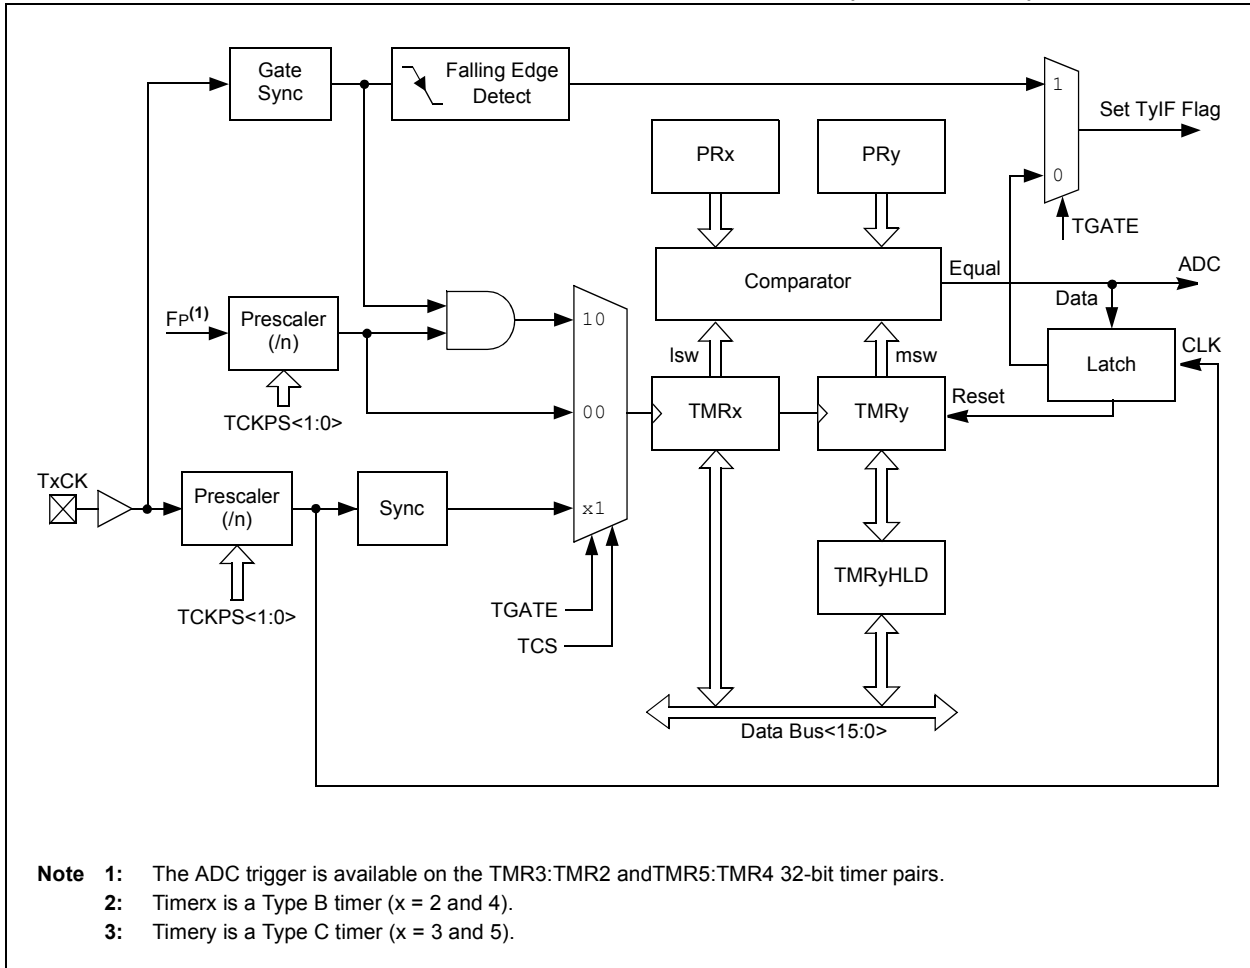 Gate
Sync
Falling Edge
Detect
1
Set TyIF Flag
PRx
PRy
0
TGATE
Comparator
Equal
ADC
Data
FP(1)
Prescaler
(/n)
10
lsw
msw
Latch
CLK
TCKPS<1:0>
00
TMRx
TMRy
Reset
TxCK
Prescaler
(/n)
Sync
x1
TMRyHLD
TCKPS<1:0>
TGATE
TCS
Data Bus<15:0>
Note 1: The ADC trigger is available on the TMR3:TMR2 andTMR5:TMR4 32-bit timer pairs.
2: Timerx is a Type B timer (x = 2 and 4).
3: Timery is a Type C timer (x = 3 and 5).